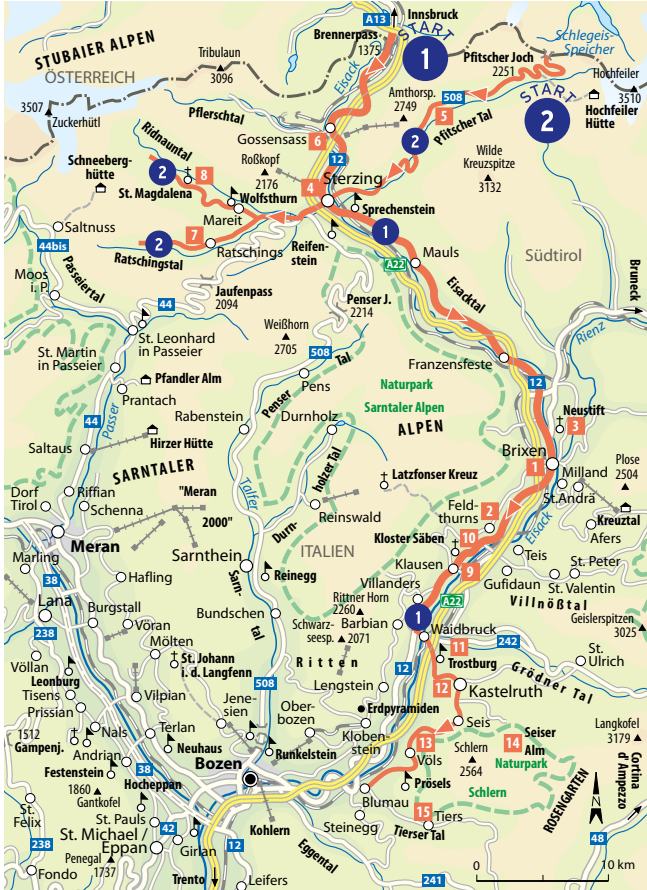 Innsbruck
A13
Brennerpass
1375
START
1
STUBAIER ALPEN
ÖSTERREICH
Tribulaun
3096
Eisack
Pfitscher Joch
2251
Schlegeis-
Speicher
Hochfeiler
3510
START
2
Hochfeiler
Hütte
3507
Zuckerhütl
Pflerschtal
Amthorsp.
2749
508
5
Pfitscher Tal
2
6
Gossensass
12
Wilde
Kreuzspitze
3132
Ridnauntal
Schneeberg-
hütte
2
8
St. Magdalena
Roßkopf
2176
Sterzing
4
Wolfsthurn
Mareit
Sprechenstein
1
Saltnuss
44bis
2
7
Ratschingstal
Ratschings
Reifen-
stein
A22
Mauls
Südtirol
Moos
i. P.
Passeiertal
Jaufenpass
2094
44
Penser J.
2214
Eisacktal
Bruneck
Rienz
Weißhorn
2705
St. Leonhard
in Passeier
508
St. Martin
in Passeier
Franzensfeste
12
Penser
Tal
Pens
Pfandler Alm
Prantach
Naturpark
Sarntaler Alpen
44
Passer
Rabenstein
Durnholz
ALPEN
Neustift
3
Saltaus
Hirzer Hütte
SARNTALER
Brixen
1
Plose
2504
Milland
St.Andrä
Talfer
holzer Tal
Latzfonser Kreuz
Dorf
Tirol
Riffian
Schenna
"Meran
2000"
Durn-
Reinswald
Feld-
thurns
2
Eisack
Kreuztal
Afers
Meran
Kloster Säben
10
Marling
Sarnthein
ITALIEN
Klausen
9
Teis
St. Peter
38
Hafling
Sarn-
tal
Reinegg
Gufidaun
St. Valentin
Villnößtal
Lana
Villanders
A22
Rittner Horn
2260
Geislerspitzen
3025
Burgstall
Bundschen
Schwarz-
seesp.
2071
Barbian
1
Waidbruck
238
Vöran
242
Mölten
Ritten
12
11
Trostburg
Grödner Tal
St.
Ulrich
Völlan
Leonburg
Tisens
St. Johann
i. d. Langfenn
508
Lengstein
12
Kastelruth
Prissian
Vilpian
Jene-
sien
Ober-
bozen
Erdpyramiden
Seis
1512
Gampenj.
Nals
Terlan
Kloben-
stein
Langkofel
3179
Andrian
Neuhaus
Runkelstein
13
Völs
Schlern
2564
14
Seiser
Alm
Naturpark
Schlern
Cortina
d'Ampezzo
Festenstein
38
Bozen
Prösels
1860
Gantkofel
Hocheppan
Blumau
15
Tiers
Tierser Tal
ROSENGARTEN
N
St.
Felix
St. Pauls
St. Michael /
Eppan
42
Kohlern
Steinegg
48
238
Penegal
1737
Girlan
12
Eggental
Fondo
Trento
Leifers
241
0
10 km